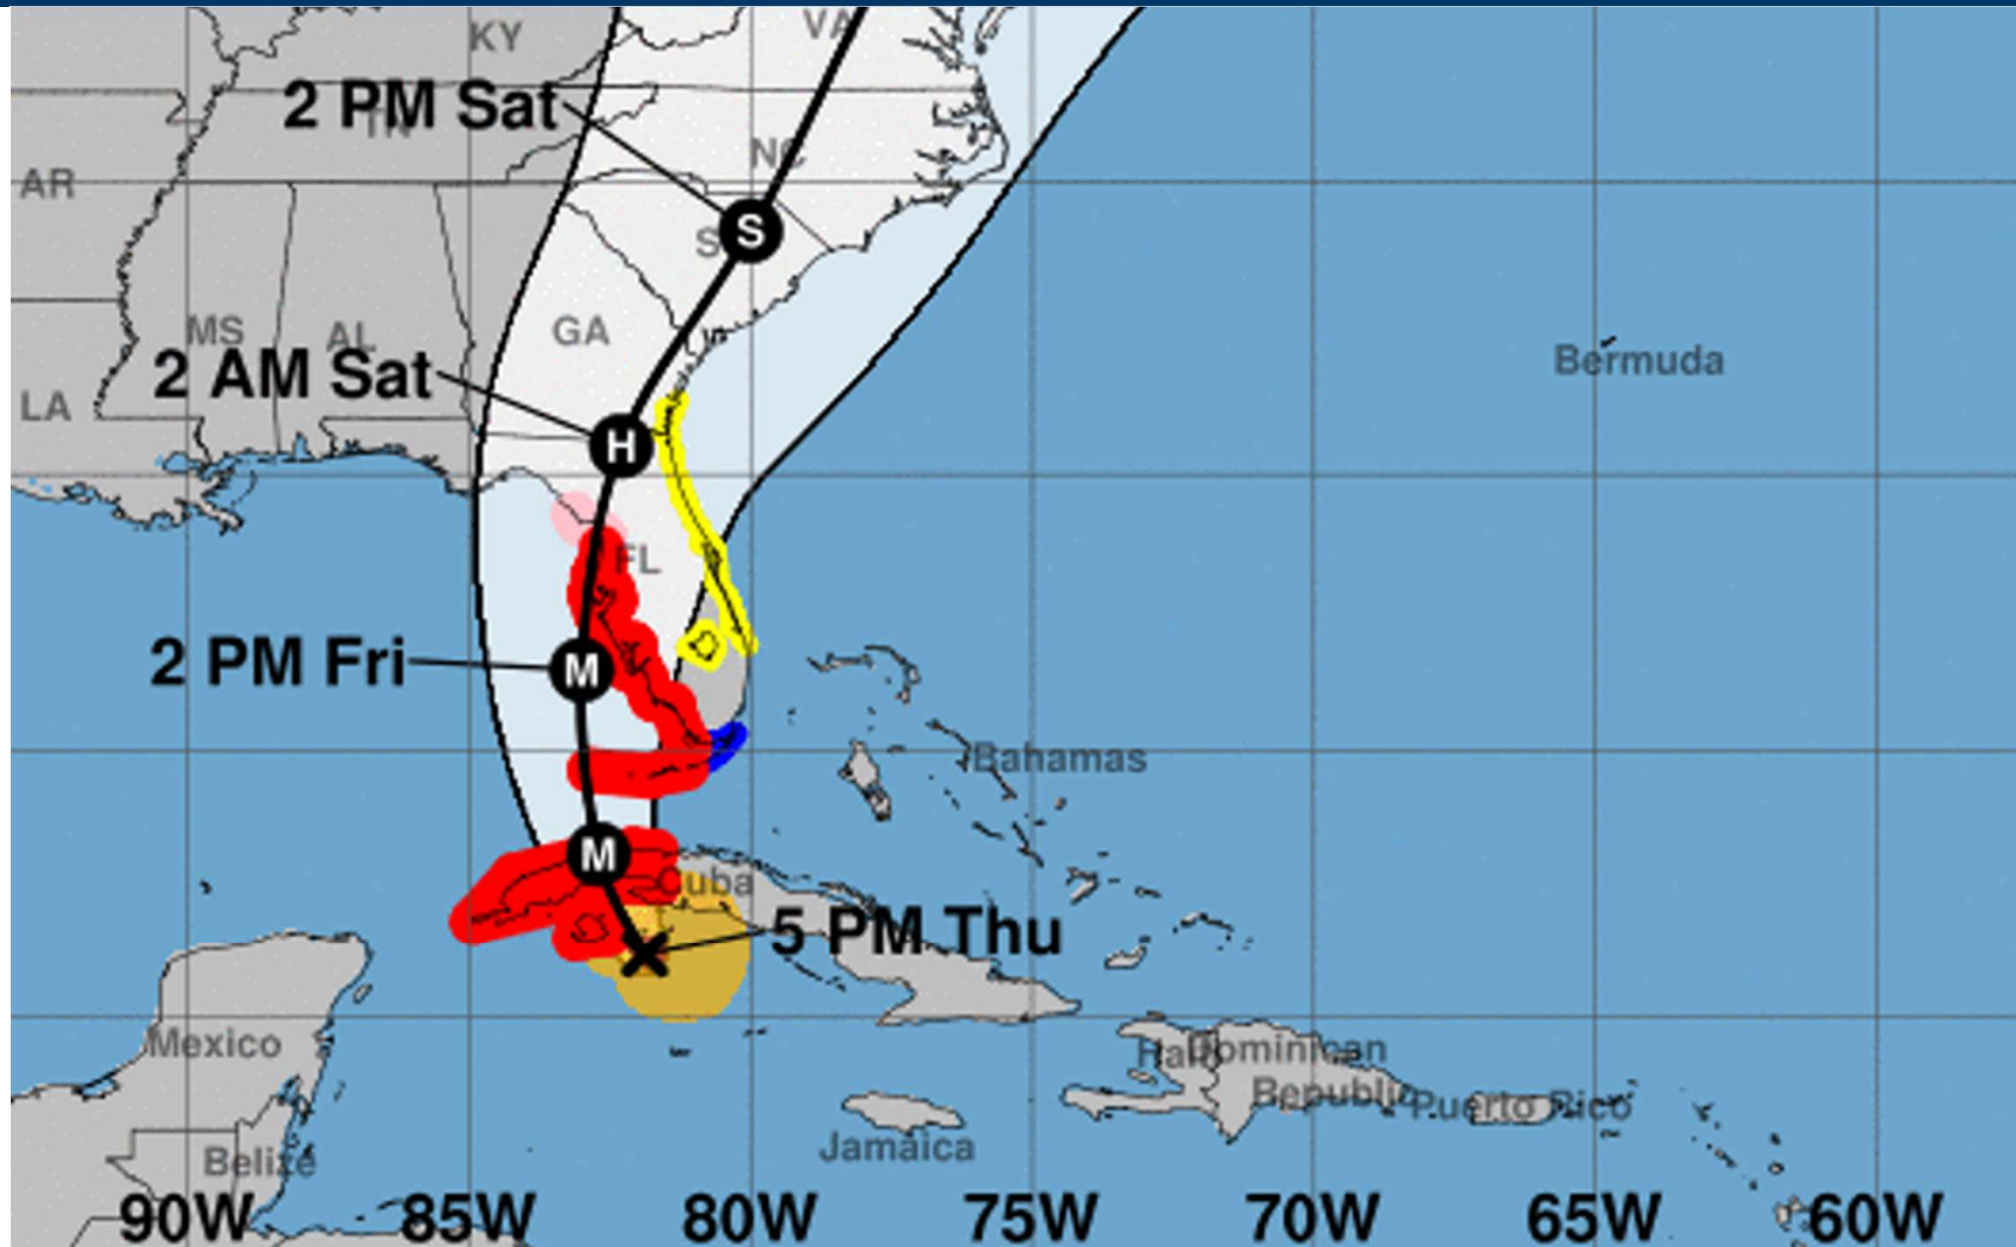 KY
VA
2 PM Sat
TN
NC
AR
S
S
GA
MS
AL
2 AM Sat
Bermuda
LA
H
FL
2 PM Fri
M
Bahamas
M
Cuba
5 PM Thu
Mexico
Haiti
Dominican
Republic
Puerto Rico
Jamaica
Belize
90W 85W 80W 75W 70W 65W 60W